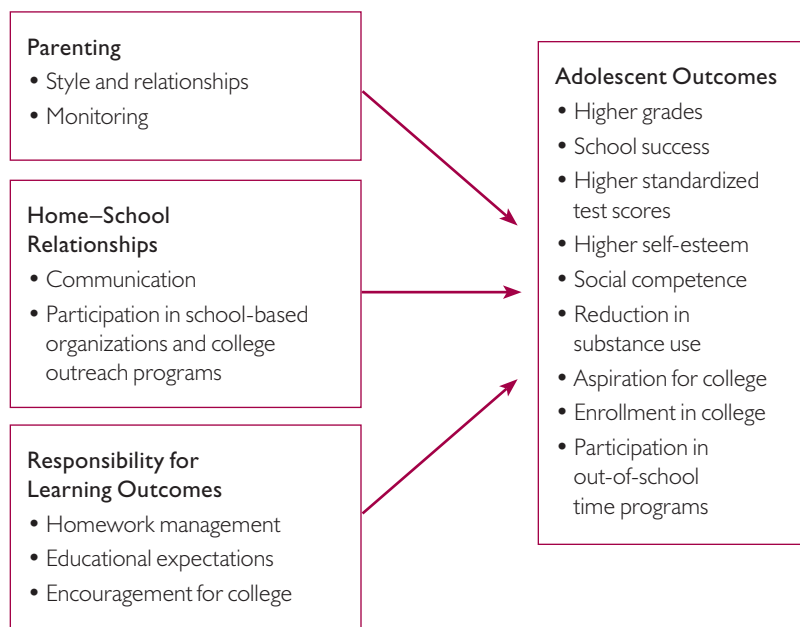 Parenting
• Style and relationships
• Monitoring
Home–School
Relationships
• Communication
• Participation in school-based
organizations and college
outreach programs
Responsibility for
Learning Outcomes
• Homework management
• Educational expectations
• Encouragement for college
Adolescent Outcomes
• Higher grades
• School success
• Higher standardized
test scores
• Higher self-esteem
• Social competence
• Reduction in
substance use
• Aspiration for college
• Enrollment in college
• Participation in
out-of-school
time programs